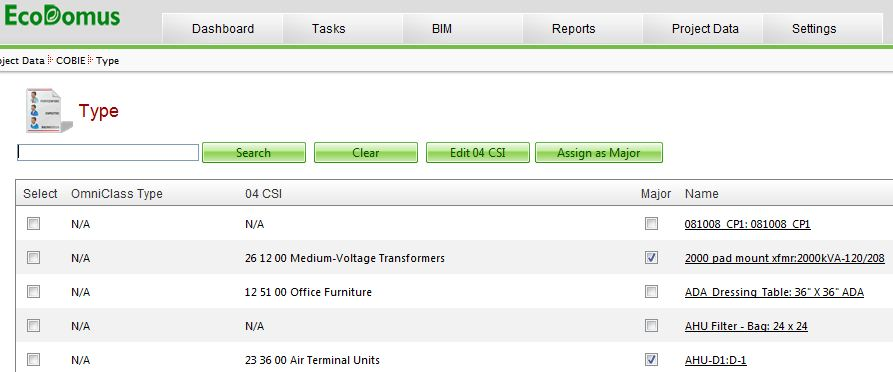 EcoDomus
Dashboard Tasks BIM Reports Project Data Settings
ject Data COBIE Type
Type
Search Clear Edit 04 CSI Assign as Major
Select OmniClass Type 04 CSI Major Name
N/A N/A 081008_CP1: 081008_CP1
N/A 26 12 00 Medium-Voltage Transformers 2000 pad mount xfmr:2000kVA-120/208
N/A 12 51 00 Office Furniture ADA_Dressing_Table: 36" X 36" ADA
N/A N/A AHU Filter - Bag: 24 x 24
N/A 23 36 00 Air Terminal Units AHU-D1:D-1